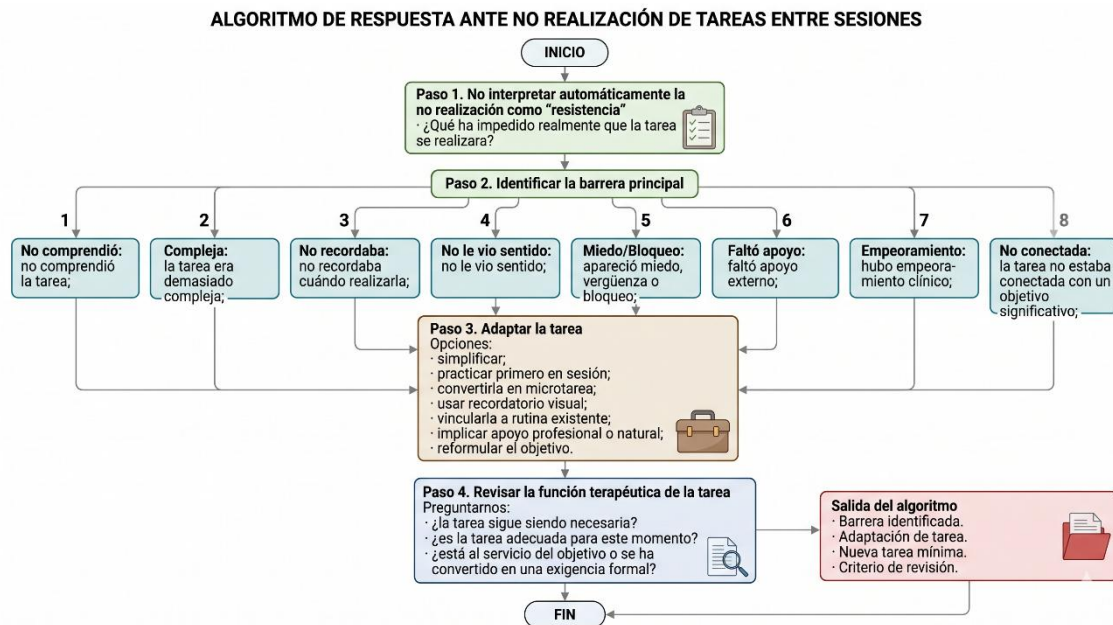 ALGORITMO DE RESPUESTA ANTE NO REALIZACIÓN DE TAREAS ENTRE SESIONES
INICIO
Paso 1. No interpretar automáticamente la
no realización como “resistencia”
· ¿Qué ha impedido realmente que la tarea
se realizara?
Paso 2. Identificar la barrera principal
1
No comprendió:
no comprendió
la tarea;
2
Compleja:
la tarea era
demasiado
compleja;
3
No recordaba:
no recordaba
cuándo realizarla;
4
No le vio sentido:
no le vio sentido;
5
Miedo/Bloqueo:
apareció miedo,
vergüenza o
bloqueo;
6
Faltó apoyo:
faltó apoyo
externo;
7
Empeoramiento:
hubo empeora-
miento clínico;
8
No conectada:
la tarea no estaba
conectada con un
objetivo
significativo;
Paso 3. Adaptar la tarea
Opciones:
· simplificar;
· practicar primero en sesión;
· convertirla en microtarea;
· usar recordatorio visual;
· vincularla a rutina existente;
· implicar apoyo profesional o natural;
· reformular el objetivo.
Paso 4. Revisar la función terapéutica de la tarea
Preguntarnos:
· ¿la tarea sigue siendo necesaria?
· ¿es la tarea adecuada para este momento?
· ¿está al servicio del objetivo o se ha
convertido en una exigencia formal?
Salida del algoritmo
· Barrera identificada.
· Adaptación de tarea.
· Nueva tarea mínima.
· Criterio de revisión.
FIN